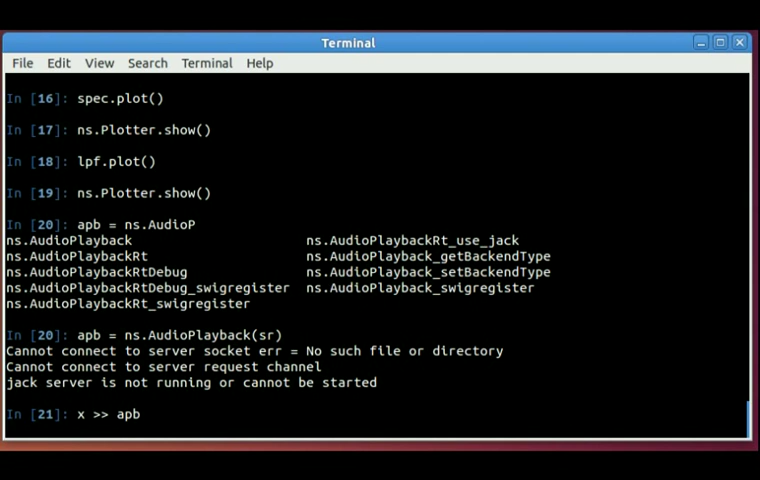 Terminal
File Edit View Search Terminal Help
In [16]: spec.plot()
In [17]: ns.Plotter.show()
In [18]: lpf.plot()
In [19]: ns.Plotter.show()
In [20]: apb = ns.AudioP
ns.AudioPlayback ns.AudioPlaybackRt_use_jack
ns.AudioPlaybackRt ns.AudioPlayback_getBackendType
ns.AudioPlaybackRtDebug ns.AudioPlayback_setBackendType
ns.AudioPlaybackRtDebug_swigregister ns.AudioPlayback_swigregister
ns.AudioPlaybackRt_swigregister
In [20]: apb = ns.AudioPlayback(sr)
Cannot connect to server socket err = No such file or directory
Cannot connect to server request channel
jack server is not running or cannot be started
In [21]: x >> apb